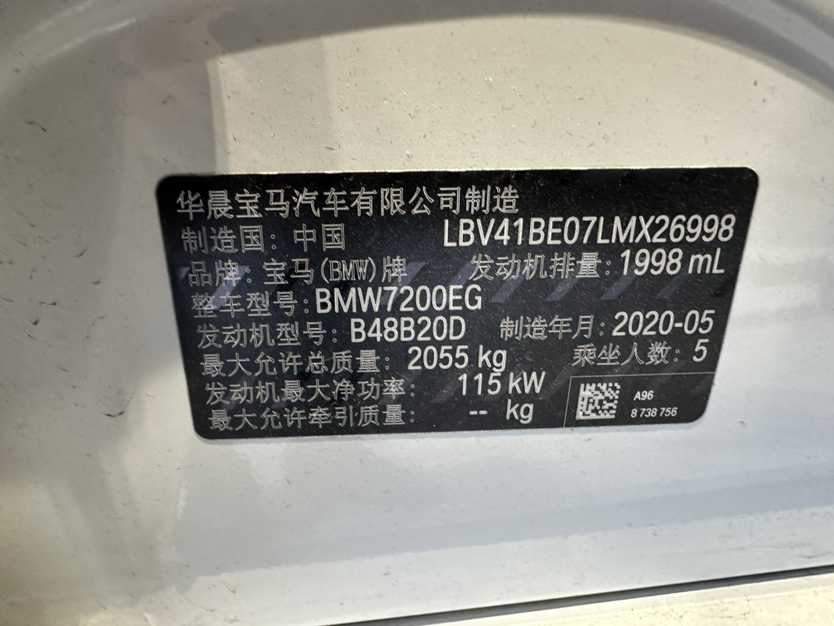 华晨宝马汽车有限公司制造
制造国：中国 LBV41BE07LMX26998
品牌：宝马(BMW)牌 发动机排量：1998 mL
整车型号：BMW7200EG
发动机型号：B48B20D 制造年月：2020-05
最大允许总质量：2055 kg 乘坐人数：5
发动机最大净功率：115 kW
最大允许牵引质量：-- kg
A96
8 738 756